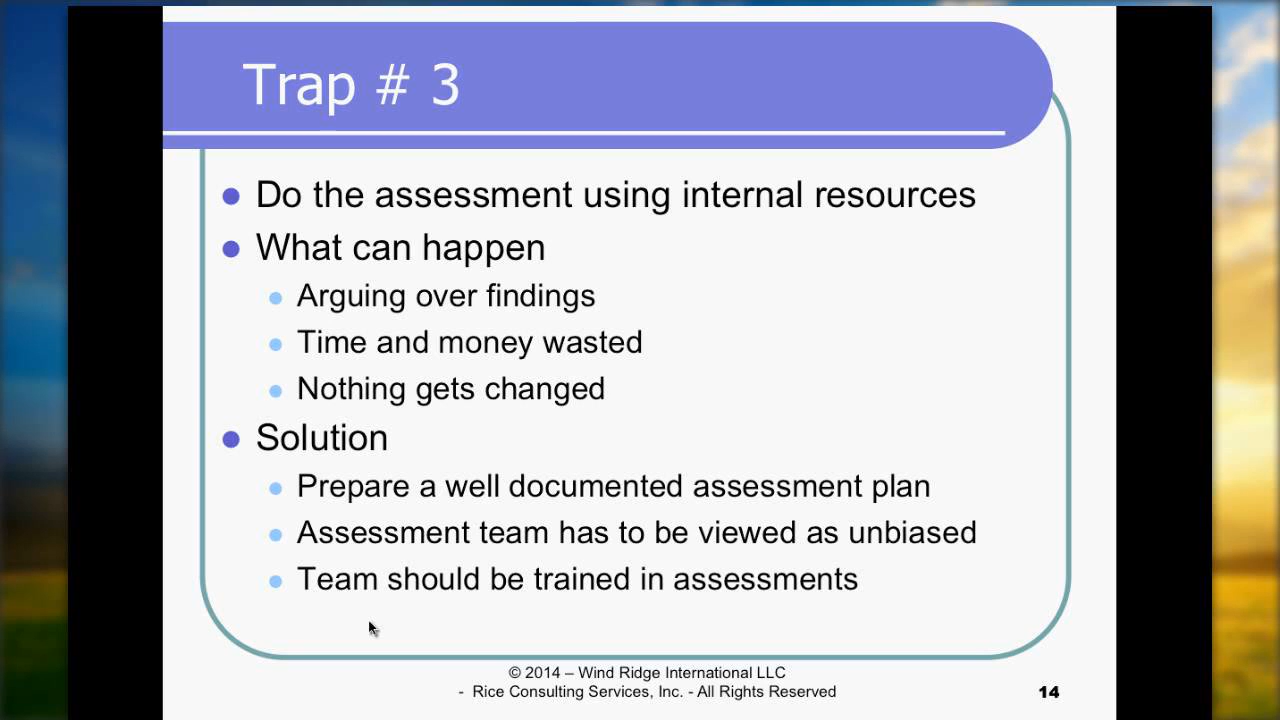 Trap # 3
Do the assessment using internal resources
What can happen
Arguing over findings
Time and money wasted
Nothing gets changed
Solution
Prepare a well documented assessment plan
Assessment team has to be viewed as unbiased
Team should be trained in assessments
© 2014 – Wind Ridge International LLC
- Rice Consulting Services, Inc. - All Rights Reserved
14